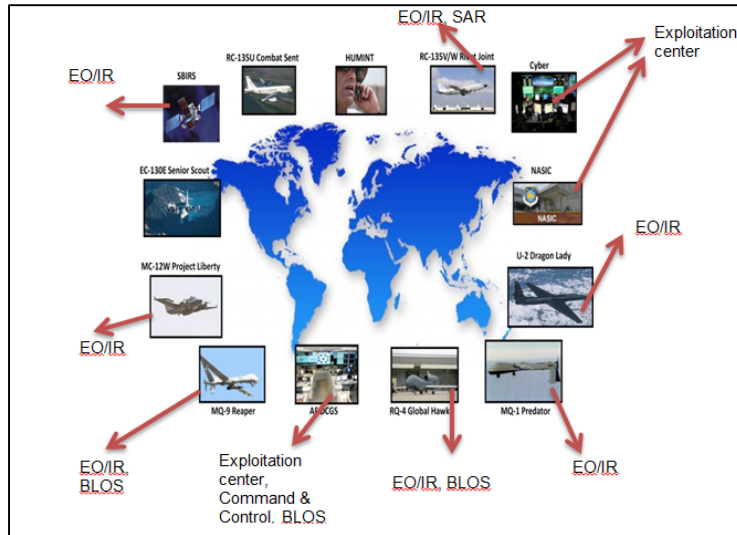 EO/IR, SAR
Exploitation
center
RC-135U Combat Sent
HUMINT
RC-135V/W Rivet Joint
Cyber
EO/IR
SBIRS
EC-130E Senior Scout
NASIC
NASIC
EO/IR
U-2 Dragon Lady
MC-12W Project Liberty
EO/IR
MQ-9 Reaper
RQ-4 Global Hawk
MQ-1 Predator
EO/IR,
BLOS
Exploitation
center,
Command &
Control, BLOS
EO/IR, BLOS
EO/IR